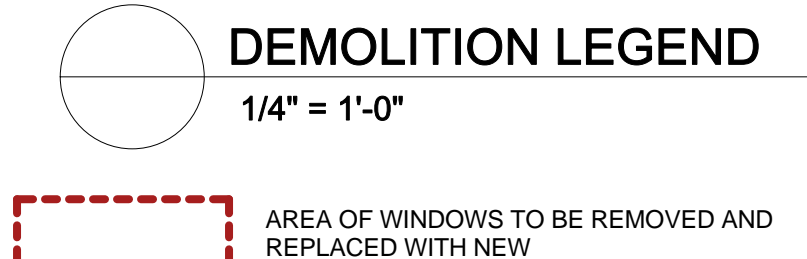 DEMOLITION LEGEND
1/4" = 1'-0"
AREA OF WINDOWS TO BE REMOVED AND
REPLACED WITH NEW